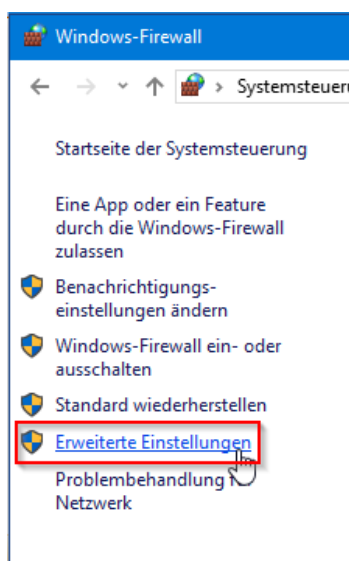 Windows-Firewall
Systemsteuer
Startseite der Systemsteuerung
Eine App oder ein Feature
durch die Windows-Firewall
zulassen
Benachrichtigungs-
einstellungen ändern
Windows-Firewall ein- oder
ausschalten
Standard wiederherstellen
Erweiterte Einstellungen
Problembehandlung
Netzwerk